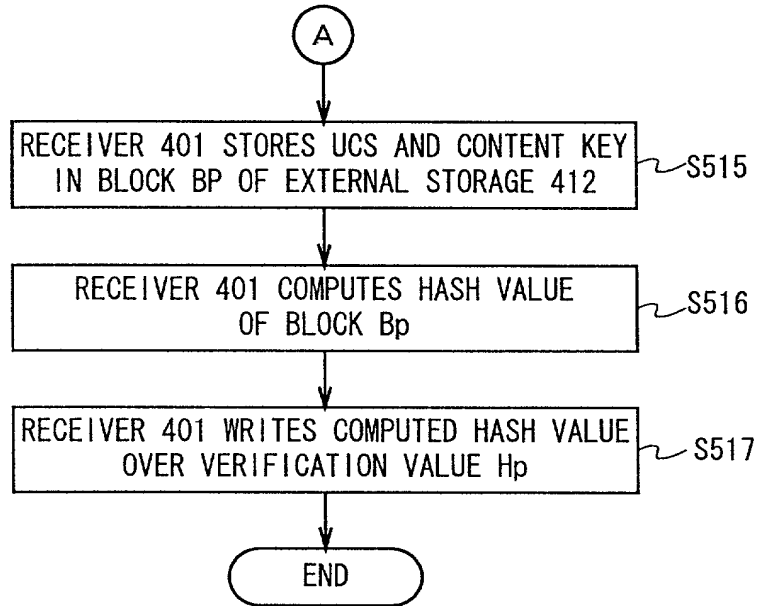 A
RECEIVER 401 STORES UCS AND CONTENT KEY
IN BLOCK BP OF EXTERNAL STORAGE 412
S515
RECEIVER 401 COMPUTES HASH VALUE
OF BLOCK Bp
S516
RECEIVER 401 WRITES COMPUTED HASH VALUE
OVER VERIFICATION VALUE Hp
S517
END